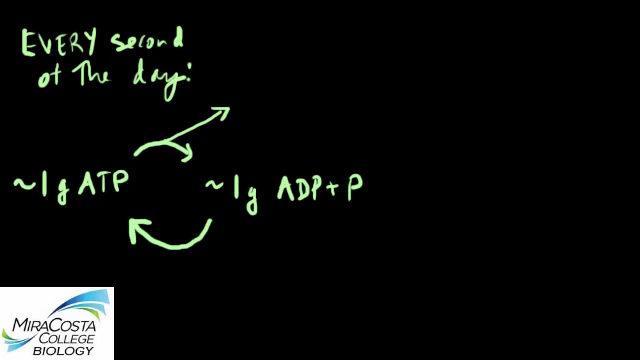 EVERY second
of The day:
~1g ATP
~1g ADP+P
MIRACOSTA
COLLEGE
BIOLOGY